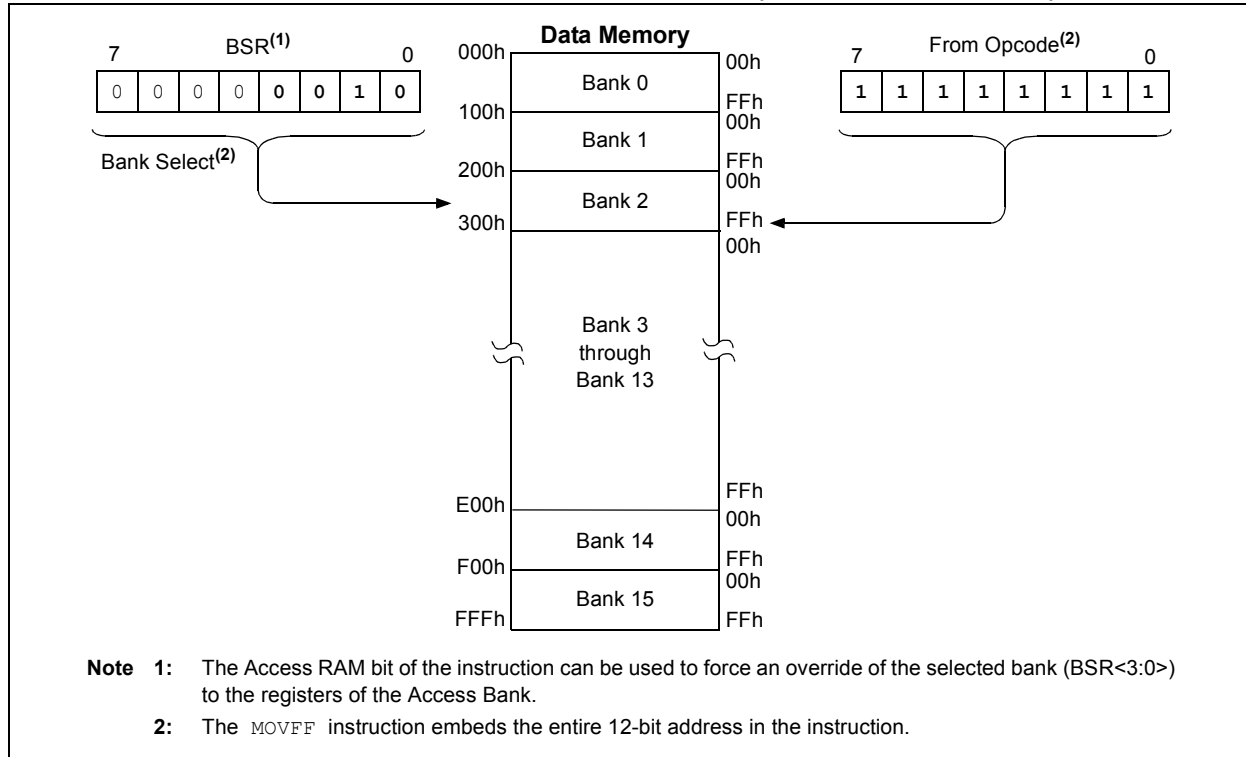 Data Memory
7 BSR(1) 0
0 0 0 0 0 0 1 0
Bank Select(2)
7 From Opcode(2) 0
1 1 1 1 1 1 1 1
000h Bank 0 00h
FFh
100h Bank 1 00h
FFh
200h Bank 2 00h
FFh
300h 00h
Bank 3
through
Bank 13
FFh
E00h Bank 14 00h
FFh
F00h Bank 15 00h
FFFh FFh
Note 1: The Access RAM bit of the instruction can be used to force an override of the selected bank (BSR<3:0>)
to the registers of the Access Bank.
2: The MOVFF instruction embeds the entire 12-bit address in the instruction.